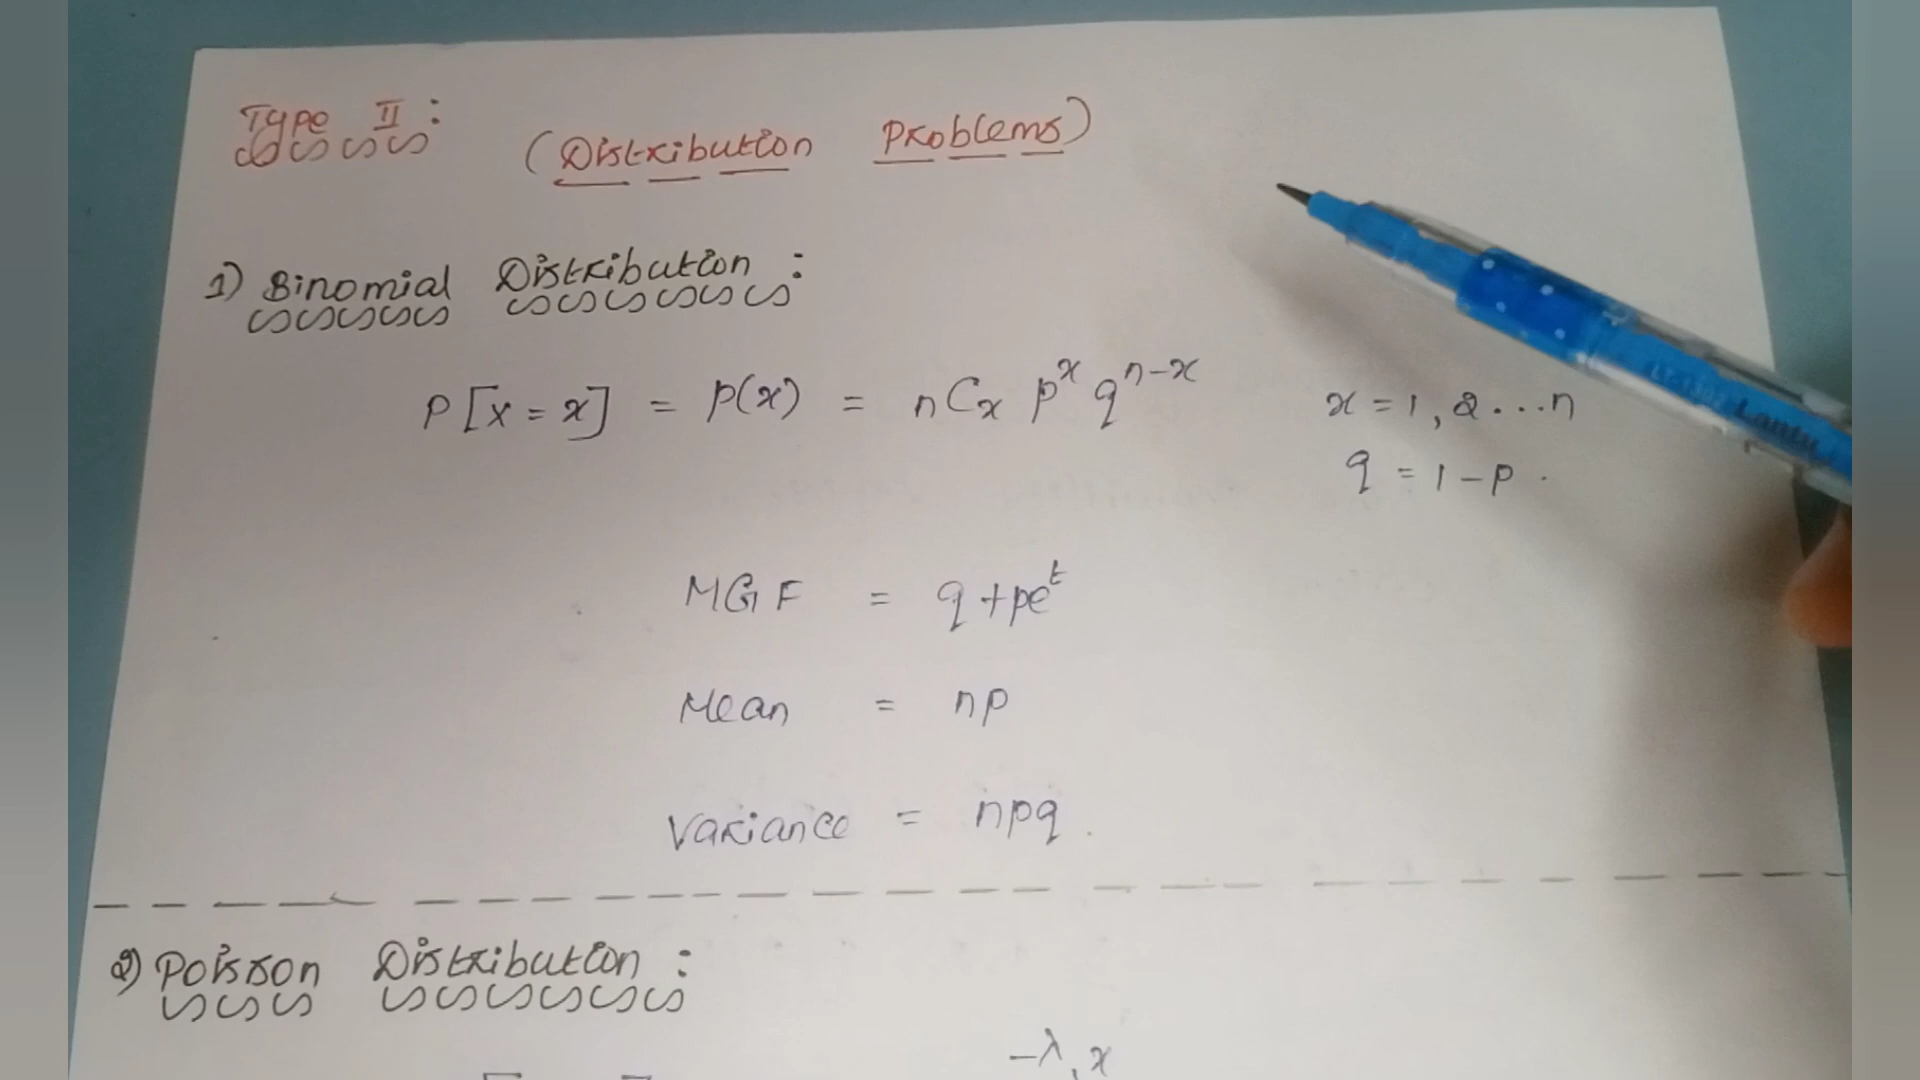 Type II :
(Distribution Problems)
1) Binomial Distribution :
P[X = x] = P(x) = nCx p^x q^{n-x}
x = 1, 2 ... n
q = 1 - p .
MGF = q + pe^t
Mean = np
Variance = npq .
2) Poisson Distribution :
-λ x